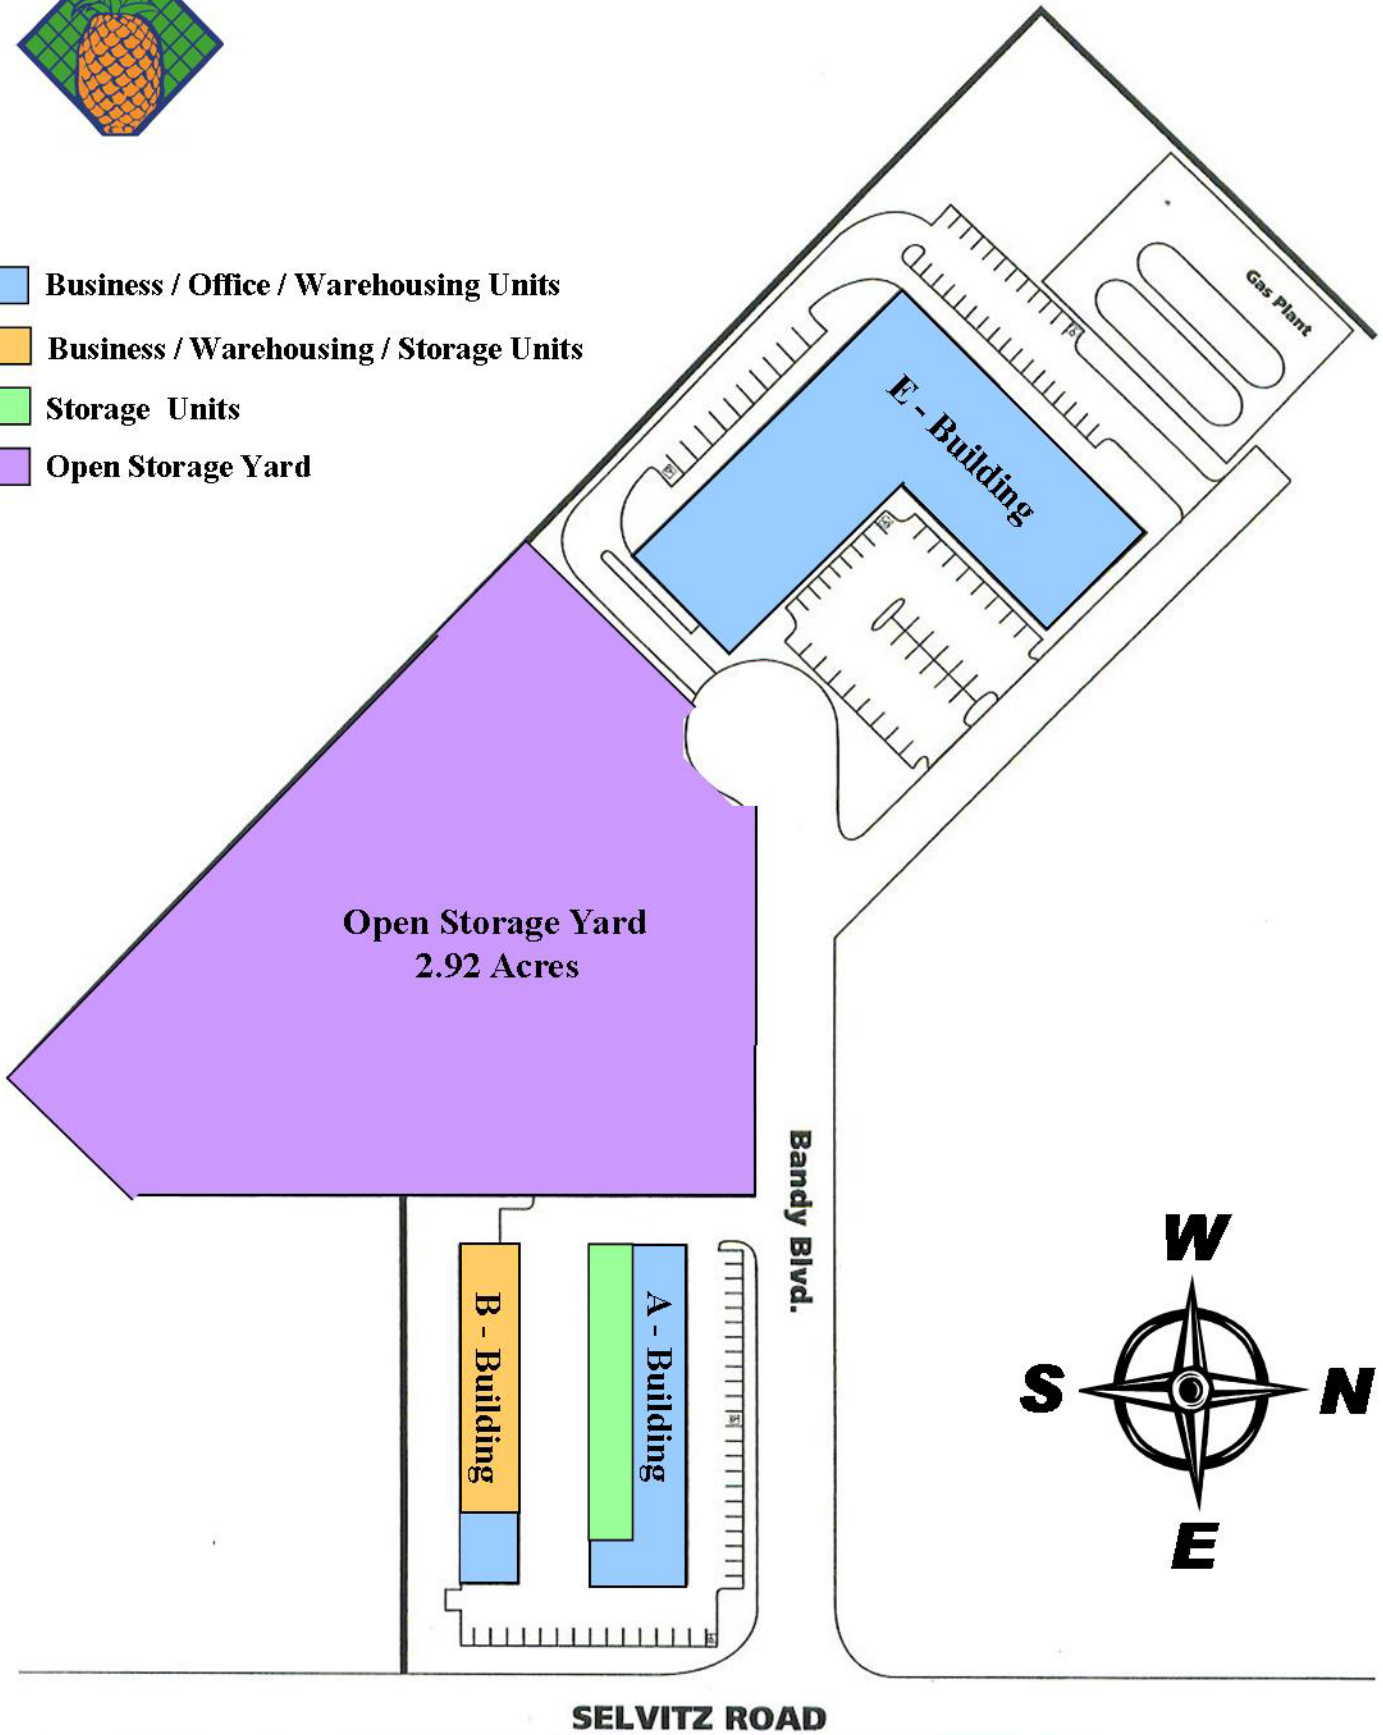 Business / Office / Warehousing Units
Business / Warehousing / Storage Units
Storage Units
Open Storage Yard
Gas Plant
E - Building
Open Storage Yard
2.92 Acres
Bandy Blvd.
B - Building
A - Building
W
S
N
E
SELVITZ ROAD